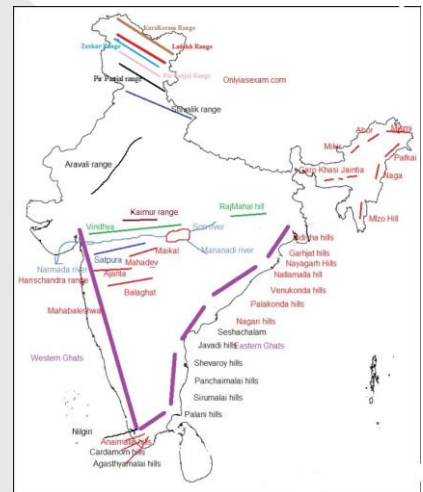 KaraKoram Range
Zaskar Range
Ladakh Range
Pir Panjal range
Pir Panjal Range
Onlyiasexam.com
Shivalik range
Abor
Mismi
Mikir
Patkai
Aravali range
Garo Khasi Jaintia
Naga
Kaimur range
RajMahal hill
Mizo Hill
Vindhya
Son river
Maikal
Mananadi river
Satpura
Mahadev
Narmada river
Garhjat hills
Harischandra range
Ajanta
Nayagarh Hills
Nallamalla hill
Balaghat
Venukonda hills
Mahabaleshwar
Palakonda hills
Nagari hills
Seshachalam
Western Ghats
Javadi hills
Eastern Ghats
Shevaroy hills
Panchaimalai hills
Sirumalai hills
Palani hills
Nilgiri
Anaimalai hills
Cardamom hills
Agasthyamalai hills